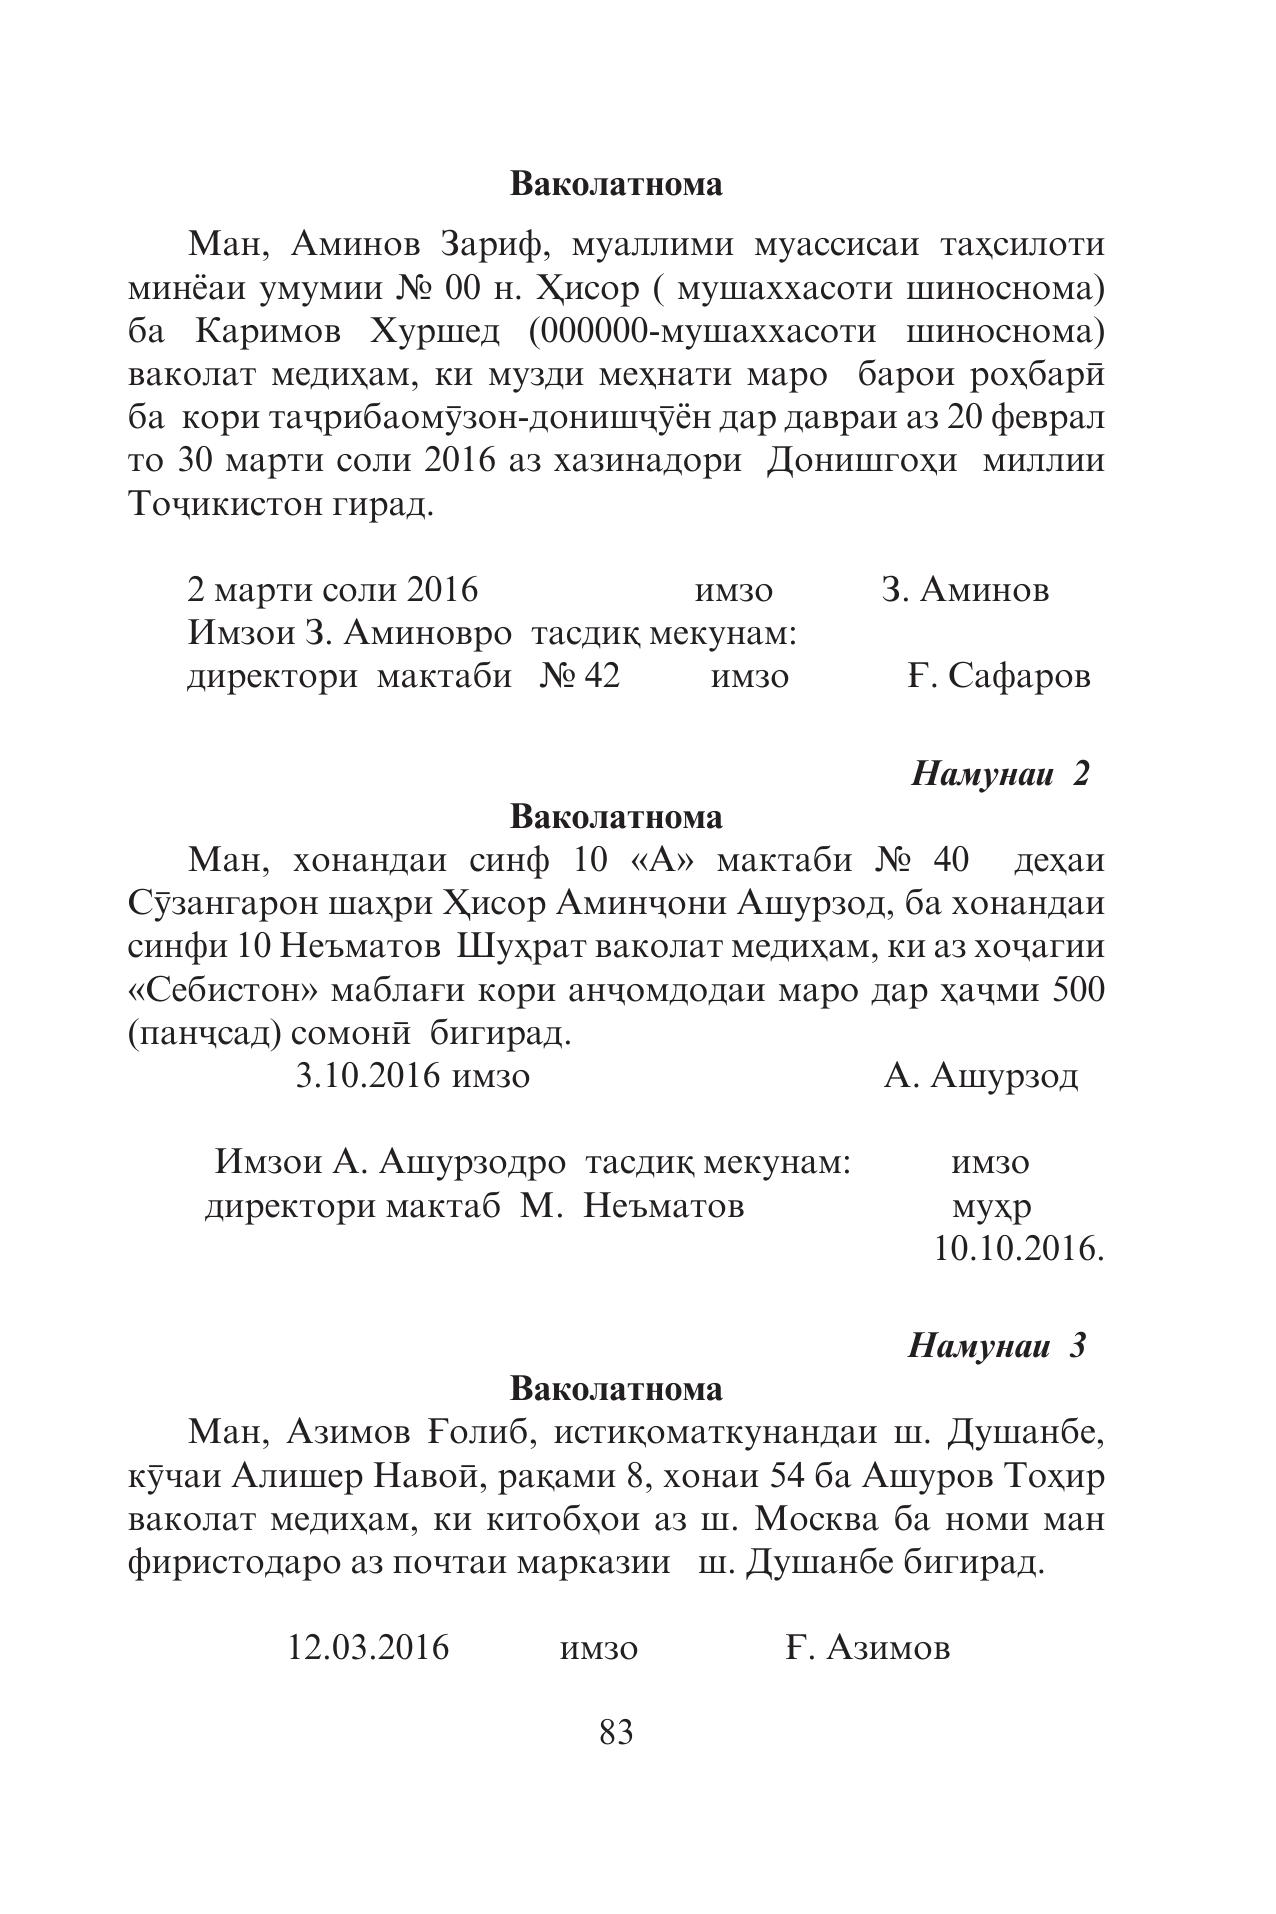 Ваколатнома
Ман, Аминов Зариф, муаллими муассисаи таҳсилоти
минёаи умумии № 00 н. Ҳисор ( мушаххасоти шиноснома)
ба Каримов Хуршед (000000-мушаххасоти шиноснома)
ваколат медиҳам, ки музди меҳнати маро барои роҳбарӣ
ба кори таҷрибаомӯзон-донишҷӯён дар давраи аз 20 феврал
то 30 марти соли 2016 аз хазинадори Донишгоҳи миллии
Тоҷикистон гирад.
2 марти соли 2016 имзо З. Аминов
Имзои З. Аминовро тасдиқ мекунам:
директори мактаби № 42 имзо Ғ. Сафаров
Намунаи 2
Ваколатнома
Ман, хонандаи синф 10 «А» мактаби № 40 деҳаи
Сӯзангарон шаҳри Ҳисор Аминҷони Ашурзод, ба хонандаи
синфи 10 Неъматов Шуҳрат ваколат медиҳам, ки аз хоҷагии
«Себистон» маблағи кори анҷомдодаи маро дар ҳаҷми 500
(панҷсад) сомонӣ бигирад.
3.10.2016 имзо А. Ашурзод
Имзои А. Ашурзодро тасдиқ мекунам: имзо
директори мактаб М. Неъматов муҳр
10.10.2016.
Намунаи 3
Ваколатнома
Ман, Азимов Ғолиб, истиқоматкунандаи ш. Душанбе,
кӯчаи Алишер Навоӣ, рақами 8, хонаи 54 ба Ашуров Тоҳир
ваколат медиҳам, ки китобҳои аз ш. Москва ба номи ман
фиристодаро аз почтаи марказии ш. Душанбе бигирад.
12.03.2016 имзо Ғ. Азимов
83